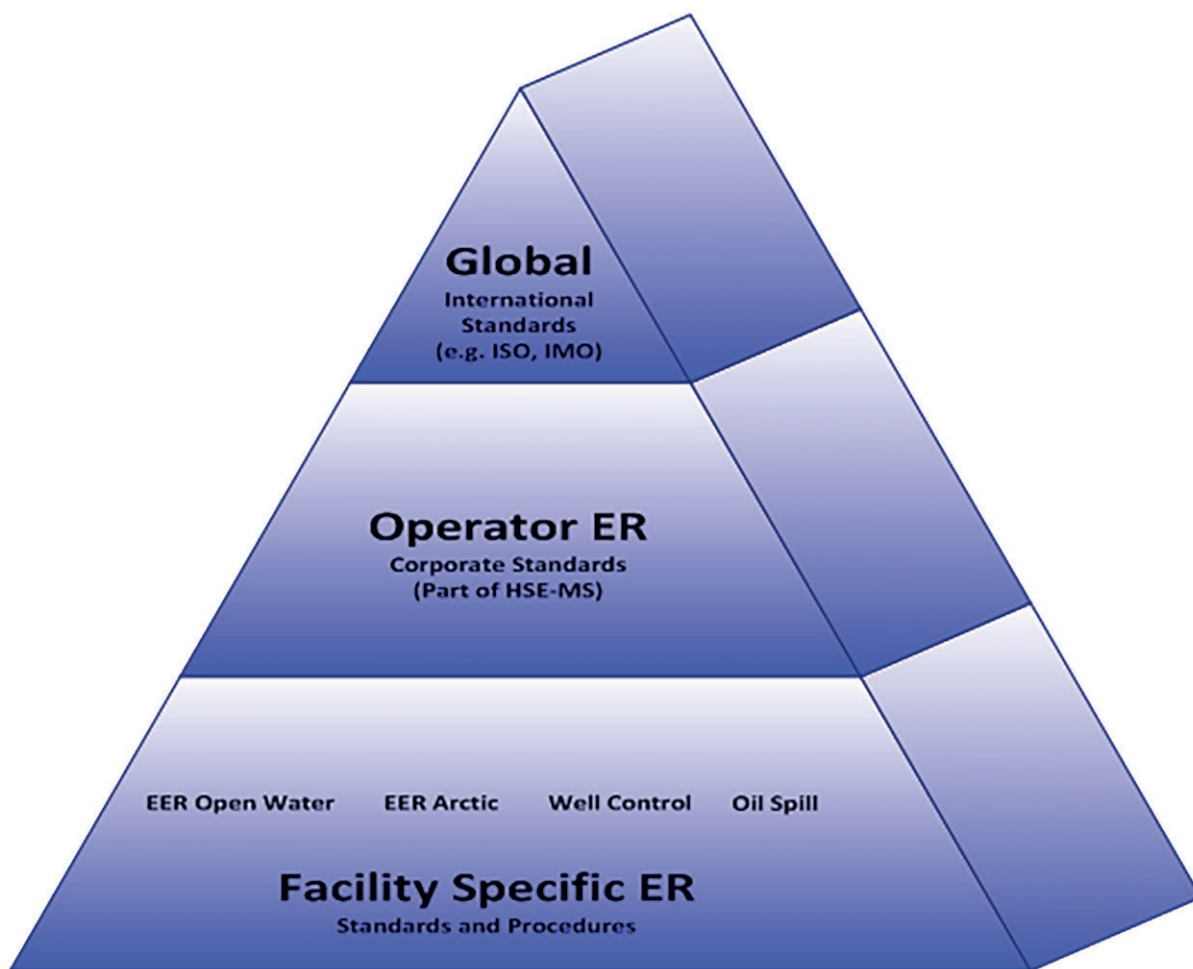 Global
International
Standards
(e.g. ISO, IMO)
Operator ER
Corporate Standards
(Part of HSE-MS)
EER Open Water EER Arctic Well Control Oil Spill
Facility Specific ER
Standards and Procedures